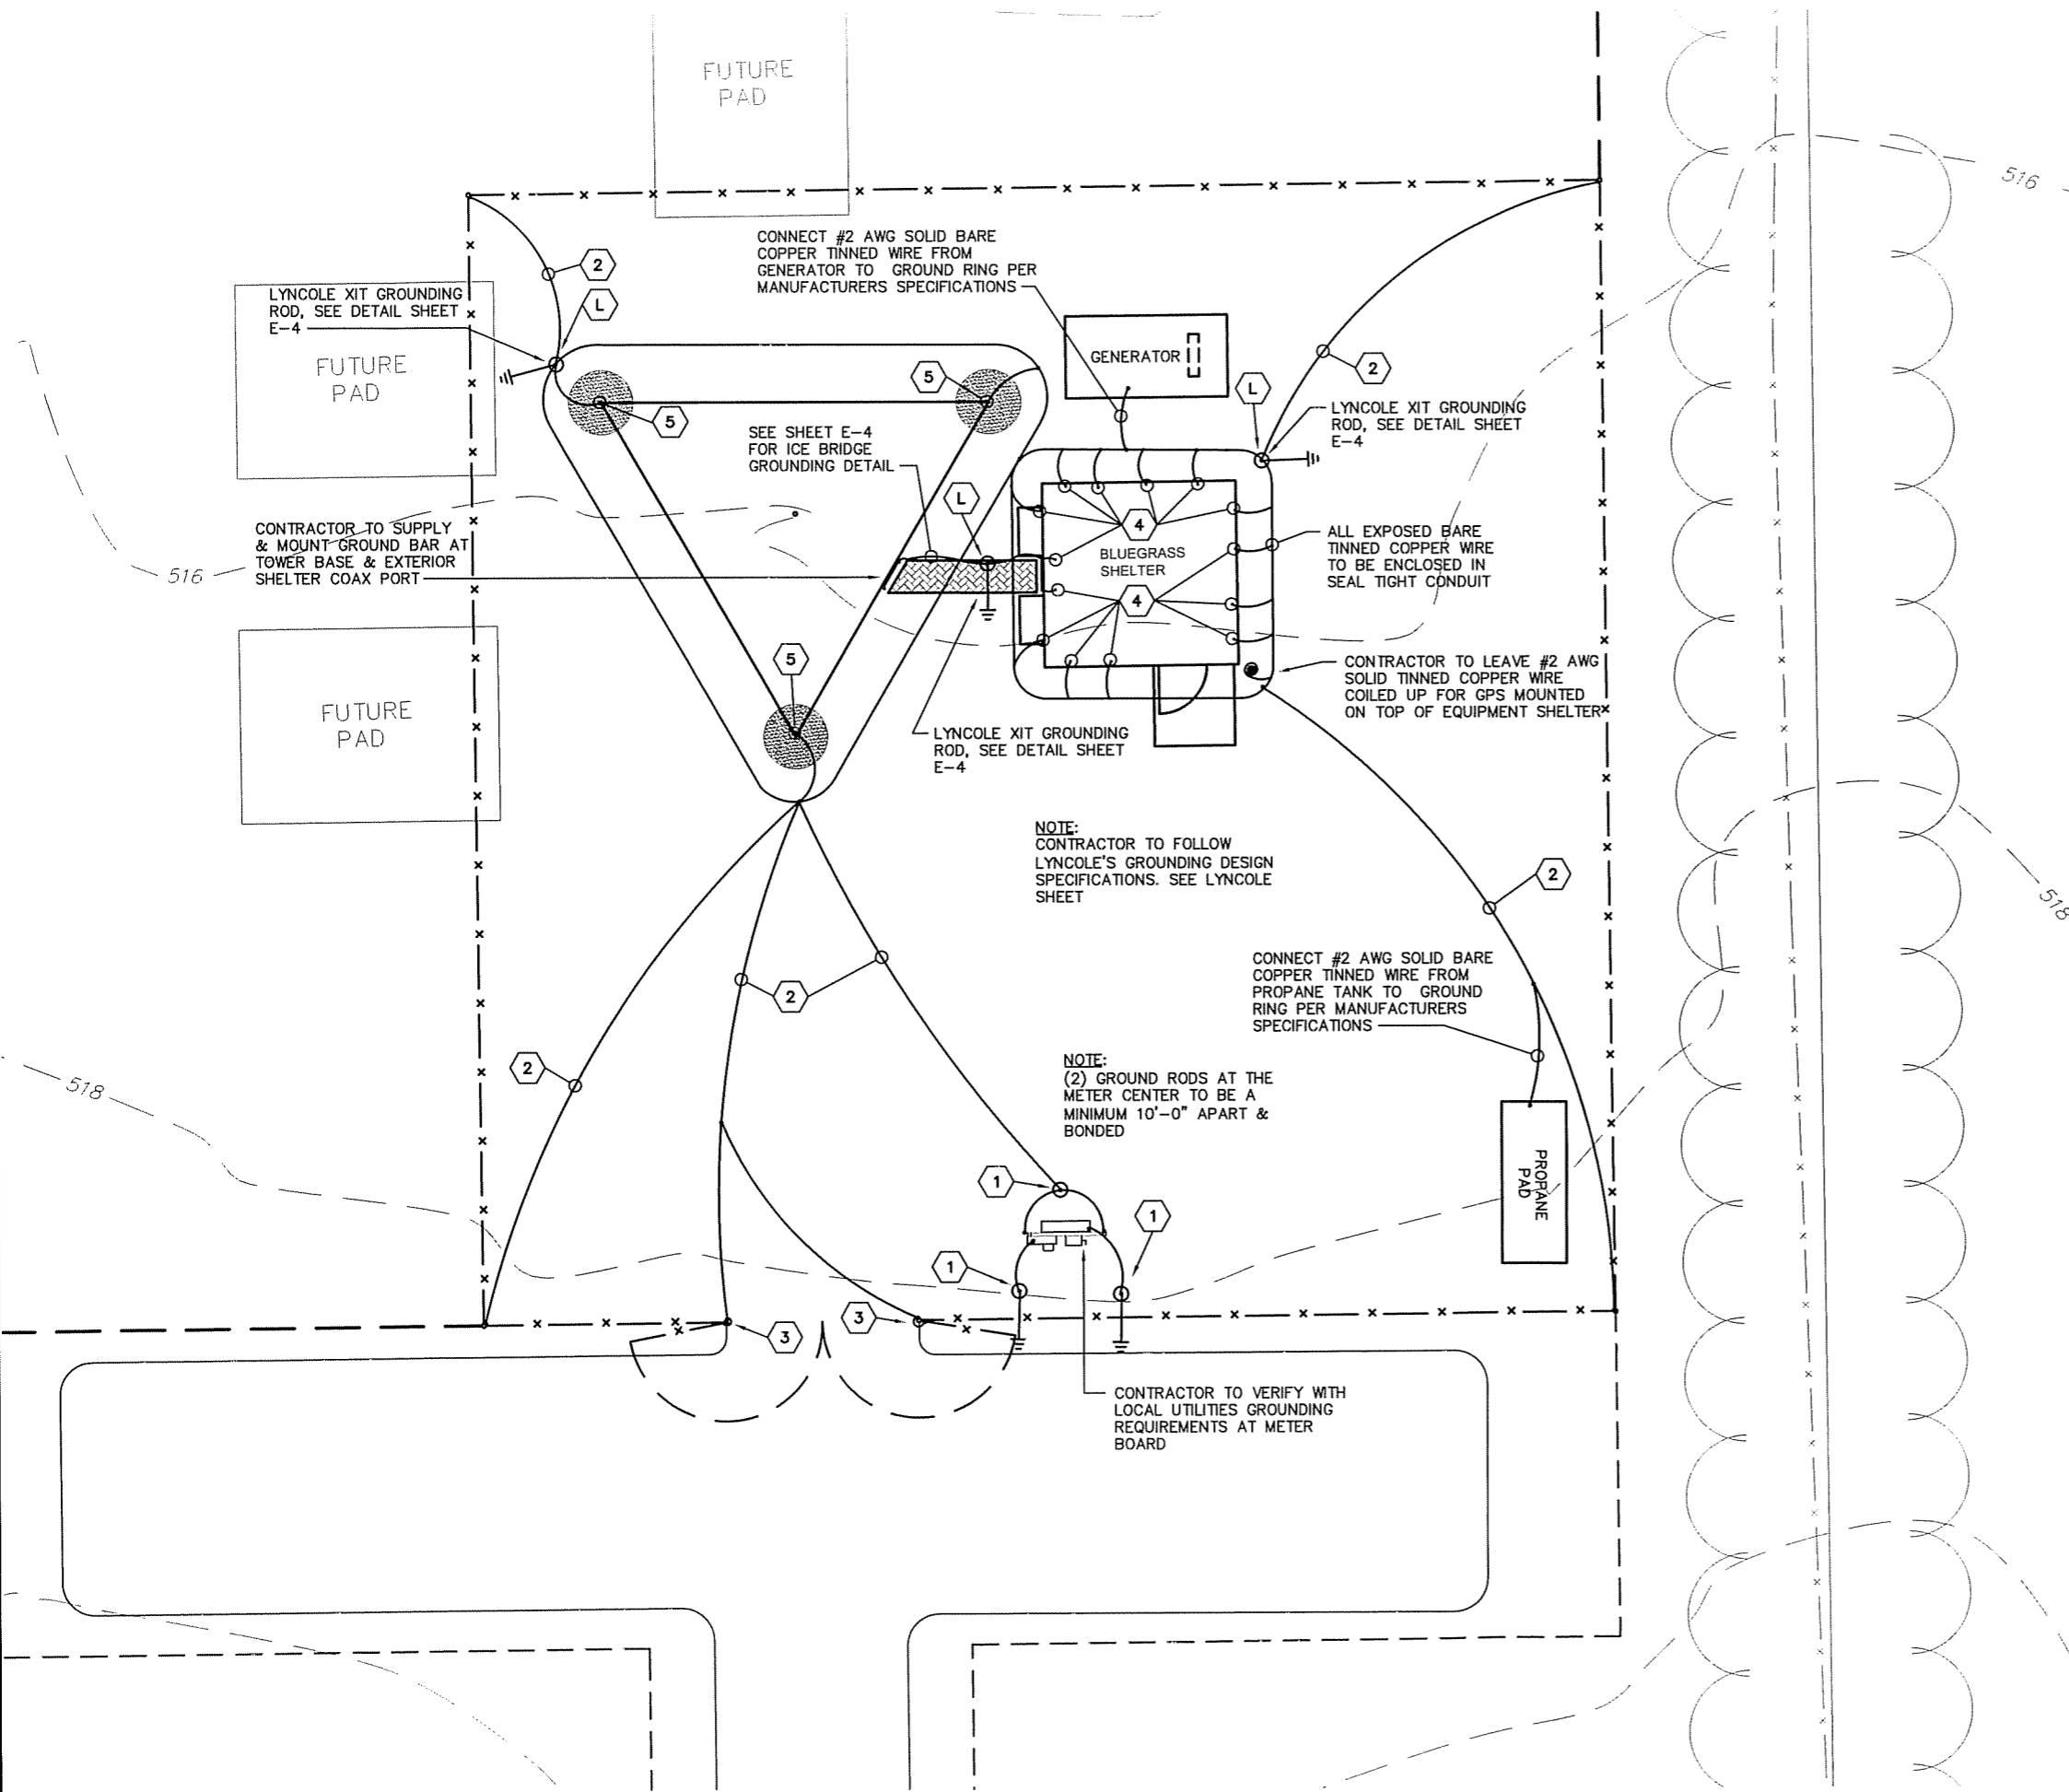 FUTURE
PAD
516
CONNECT #2 AWG SOLID BARE
COPPER TINNED WIRE FROM
GENERATOR TO GROUND RING PER
MANUFACTURERS SPECIFICATIONS
2
LYNCOLE XIT GROUNDING
ROD, SEE DETAIL SHEET
E-4
L
FUTURE
PAD
GENERATOR
2
5
5
L
LYNCOLE XIT GROUNDING
ROD, SEE DETAIL SHEET
E-4
SEE SHEET E-4
FOR ICE BRIDGE
GROUNDING DETAIL
L
CONTRACTOR TO SUPPLY
& MOUNT GROUND BAR AT
TOWER BASE & EXTERIOR
SHELTER COAX PORT
516
4
BLUEGRASS
SHELTER
4
ALL EXPOSED BARE
TINNED COPPER WIRE
TO BE ENCLOSED IN
SEAL TIGHT CONDUIT
5
CONTRACTOR TO LEAVE #2 AWG
SOLID TINNED COPPER WIRE
COILED UP FOR GPS MOUNTED
ON TOP OF EQUIPMENT SHELTER
FUTURE
PAD
LYNCOLE XIT GROUNDING
ROD, SEE DETAIL SHEET
E-4
NOTE:
CONTRACTOR TO FOLLOW
LYNCOLE'S GROUNDING DESIGN
SPECIFICATIONS. SEE LYNCOLE
SHEET
2
518
CONNECT #2 AWG SOLID BARE
COPPER TINNED WIRE FROM
PROPANE TANK TO GROUND
RING PER MANUFACTURERS
SPECIFICATIONS
2
2
518
NOTE:
(2) GROUND RODS AT THE
METER CENTER TO BE A
MINIMUM 10'-0" APART &
BONDED
PROPANE
PAD
1
1
1
3
3
CONTRACTOR TO VERIFY WITH
LOCAL UTILITIES GROUNDING
REQUIREMENTS AT METER
BOARD